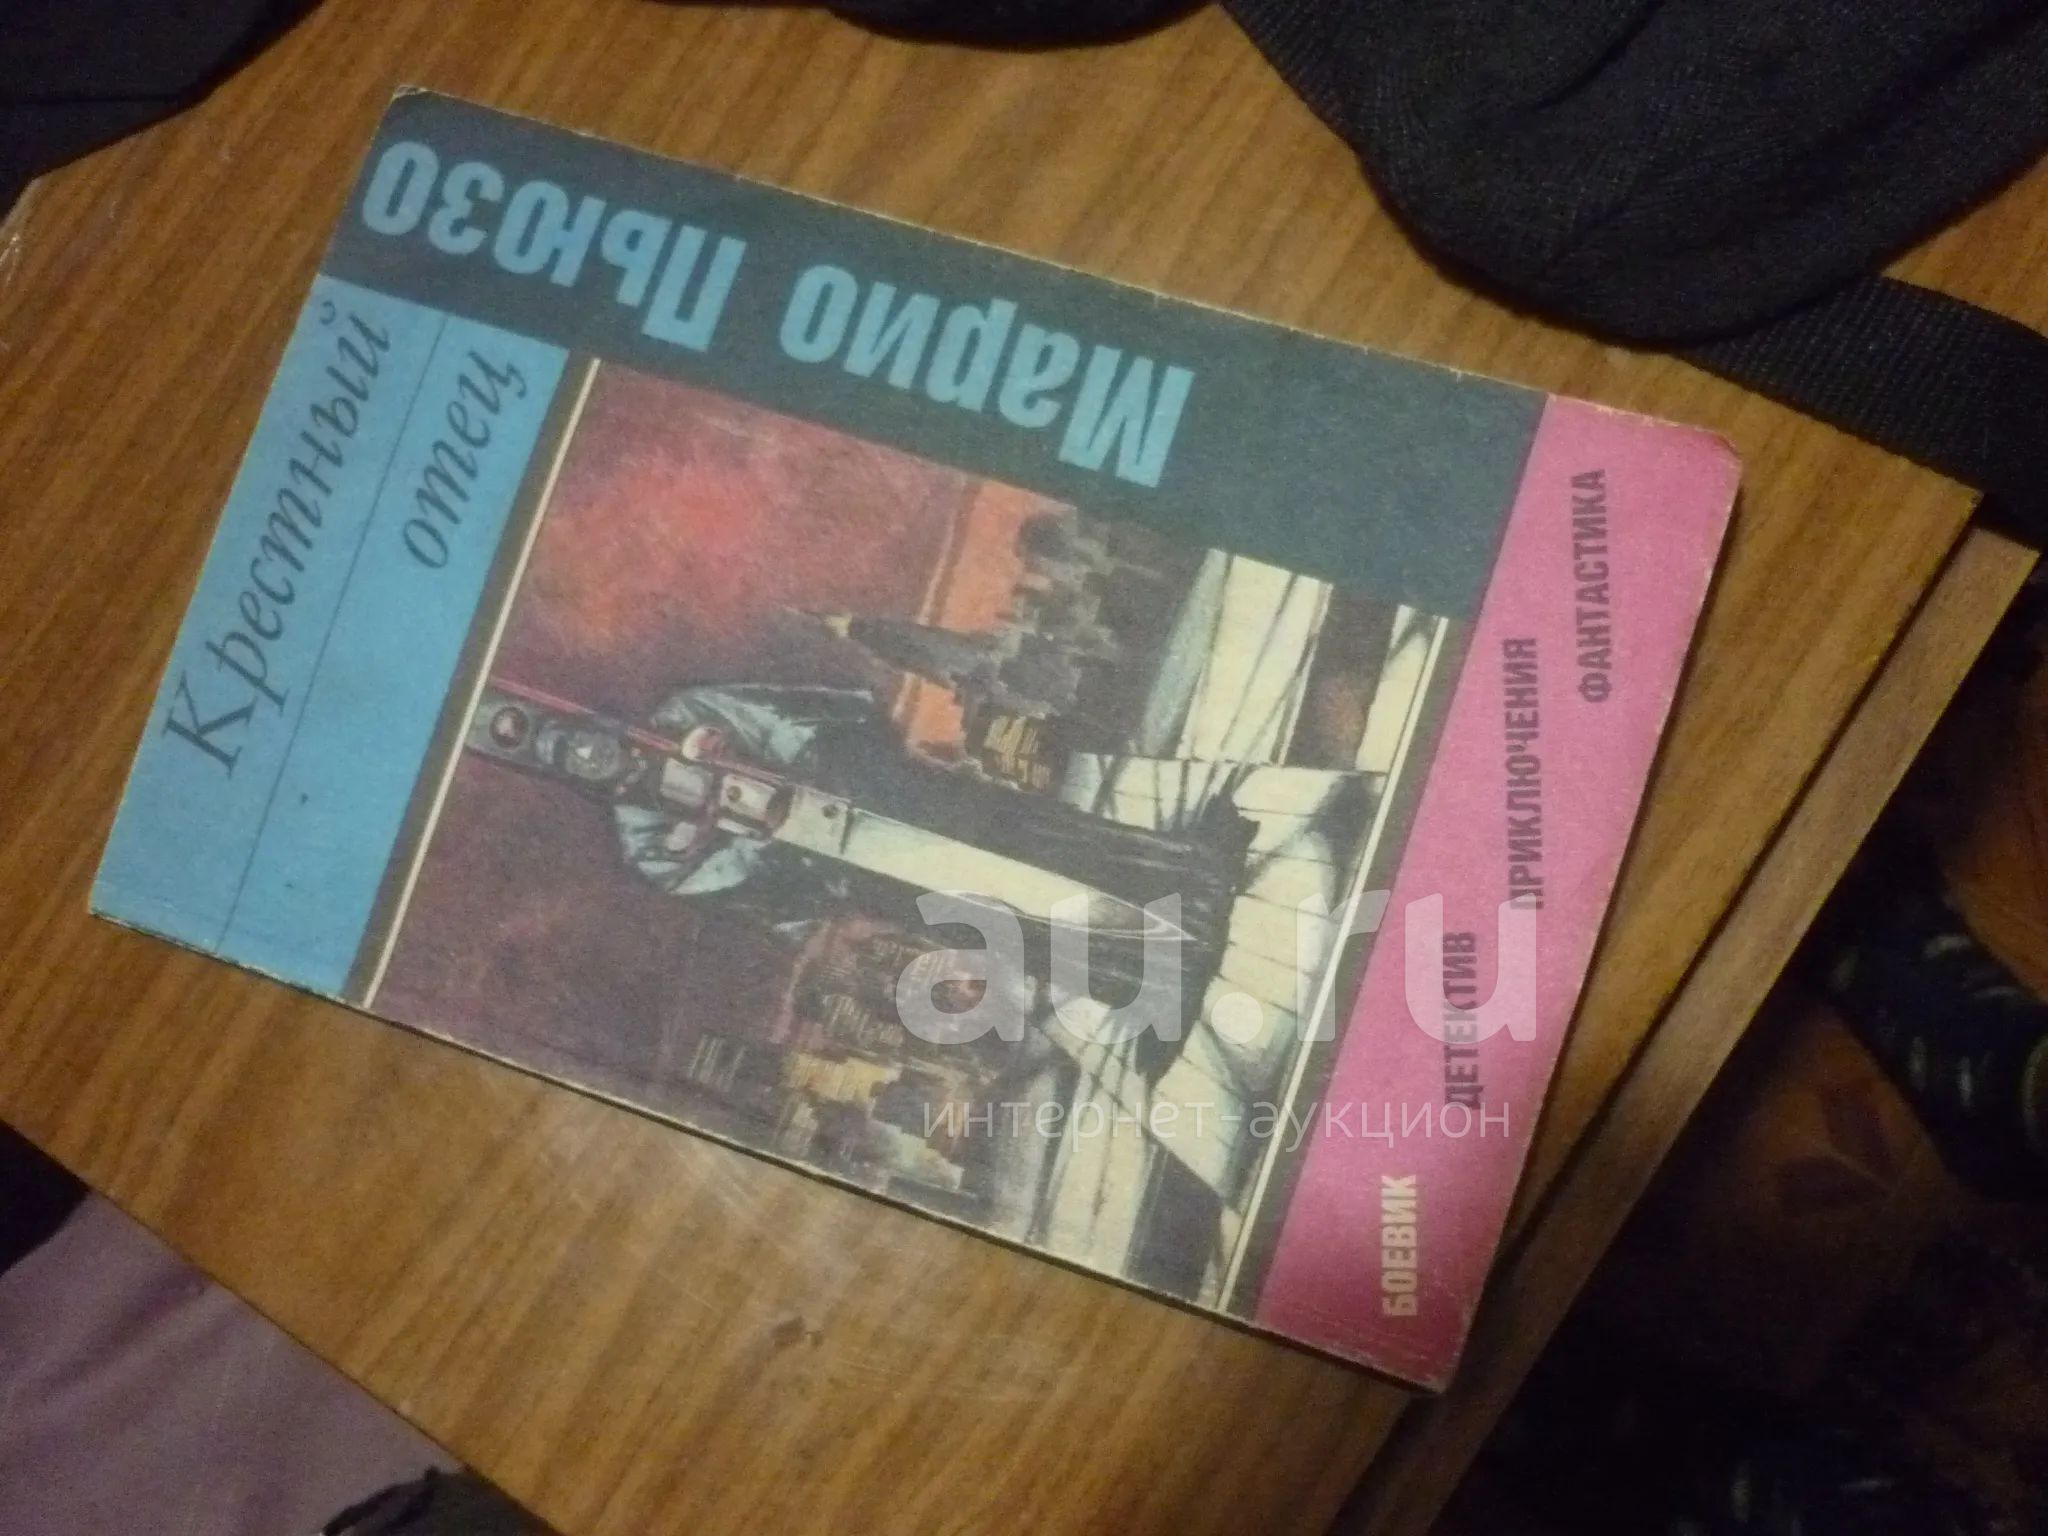 Марио Пьюзо
Крестный
отец
БОЕВИК
ДЕТЕКТИВ
ПРИКЛЮЧЕНИЯ
ФАНТАСТИКА
au.ru
интернет-аукцион